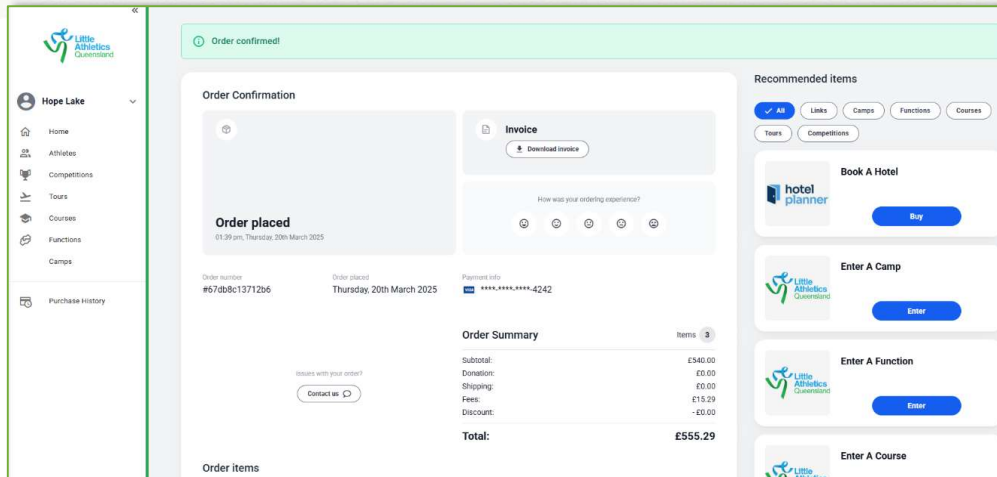 «
Little
Athletics
Queensland
Hope Lake
Home
Athletes
Competitions
Tours
Courses
Functions
Camps
Purchase History
Order confirmed!
Order Confirmation
Order placed
01:39 pm, Thursday, 20th March 2025
Invoice
Download invoice
How was your ordering experience?
Order number
#67db8c13712b6
Order placed
Thursday, 20th March 2025
Payment info
VISA ****-****-****-4242
Issues with your order?
Contact us
Order Summary
Items 3
Subtotal: £540.00
Donation: £0.00
Shipping: £0.00
Fees: £15.29
Discount: - £0.00
Total: £555.29
Order items
Recommended items
All Links Camps Functions Courses
Tours Competitions
hotel
planner
Book A Hotel
Buy
Little
Athletics
Queensland
Enter A Camp
Enter
Little
Athletics
Queensland
Enter A Function
Enter
Little
Athletics
Enter A Course